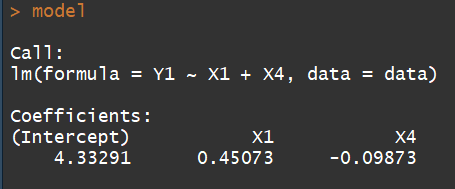 > model
Call:
lm(formula = Y1 ~ X1 + X4, data = data)
Coefficients:
(Intercept) X1 X4
4.33291 0.45073 -0.09873